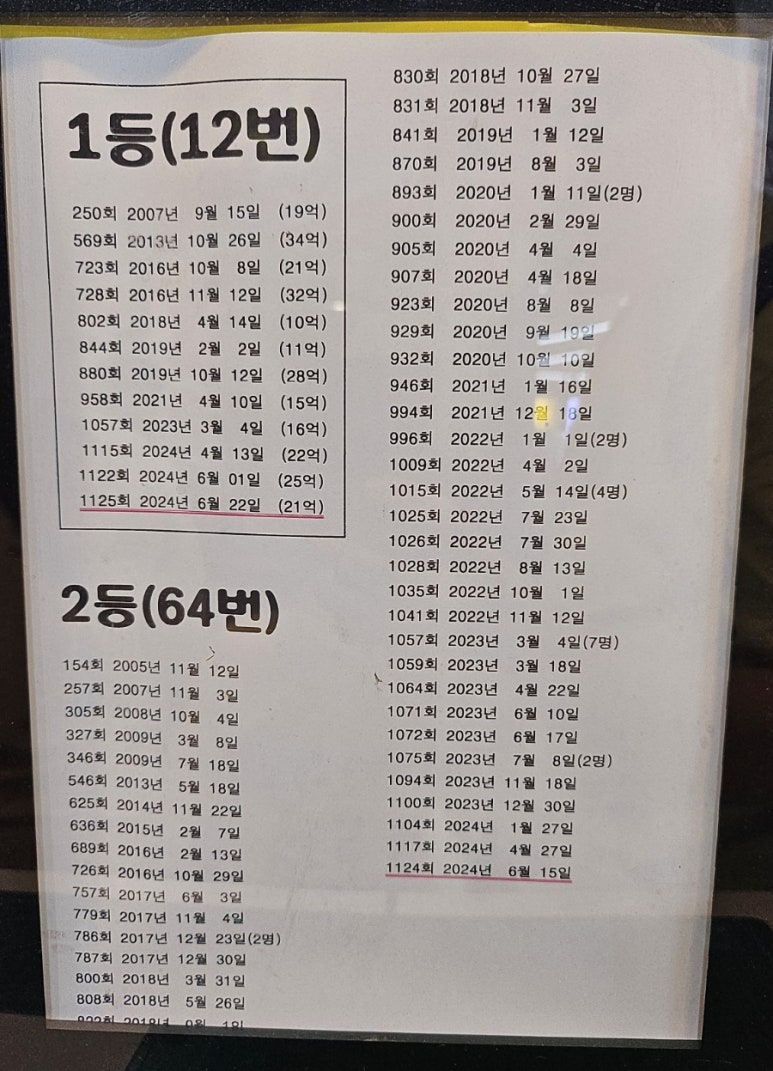 1등(12번)
250회 2007년 9월 15일 (19억)
569회 2013년 10월 26일 (34억)
723회 2016년 10월 8일 (21억)
728회 2016년 11월 12일 (32억)
802회 2018년 4월 14일 (10억)
844회 2019년 2월 2일 (11억)
880회 2019년 10월 12일 (28억)
958회 2021년 4월 10일 (15억)
1057회 2023년 3월 4일 (16억)
1115회 2024년 4월 13일 (22억)
1122회 2024년 6월 01일 (25억)
1125회 2024년 6월 22일 (21억)
2등(64번)
154회 2005년 11월 12일
257회 2007년 11월 3일
305회 2008년 10월 4일
327회 2009년 3월 8일
346회 2009년 7월 18일
546회 2013년 5월 18일
625회 2014년 11월 22일
636회 2015년 2월 7일
689회 2016년 2월 13일
726회 2016년 10월 29일
757회 2017년 6월 3일
779회 2017년 11월 4일
786회 2017년 12월 23일(2명)
787회 2017년 12월 30일
800회 2018년 3월 31일
808회 2018년 5월 26일
2018년 1일
830회 2018년 10월 27일
831회 2018년 11월 3일
841회 2019년 1월 12일
870회 2019년 8월 3일
893회 2020년 1월 11일(2명)
900회 2020년 2월 29일
905회 2020년 4월 4일
907회 2020년 4월 18일
923회 2020년 8월 8일
929회 2020년 9월 19일
932회 2020년 10월 10일
946회 2021년 1월 16일
994회 2021년 12월 18일
996회 2022년 1월 1일(2명)
1009회 2022년 4월 2일
1015회 2022년 5월 14일(4명)
1025회 2022년 7월 23일
1026회 2022년 7월 30일
1028회 2022년 8월 13일
1035회 2022년 10월 1일
1041회 2022년 11월 12일
1057회 2023년 3월 4일(7명)
1059회 2023년 3월 18일
1064회 2023년 4월 22일
1071회 2023년 6월 10일
1072회 2023년 6월 17일
1075회 2023년 7월 8일(2명)
1094회 2023년 11월 18일
1100회 2023년 12월 30일
1104회 2024년 1월 27일
1117회 2024년 4월 27일
1124회 2024년 6월 15일